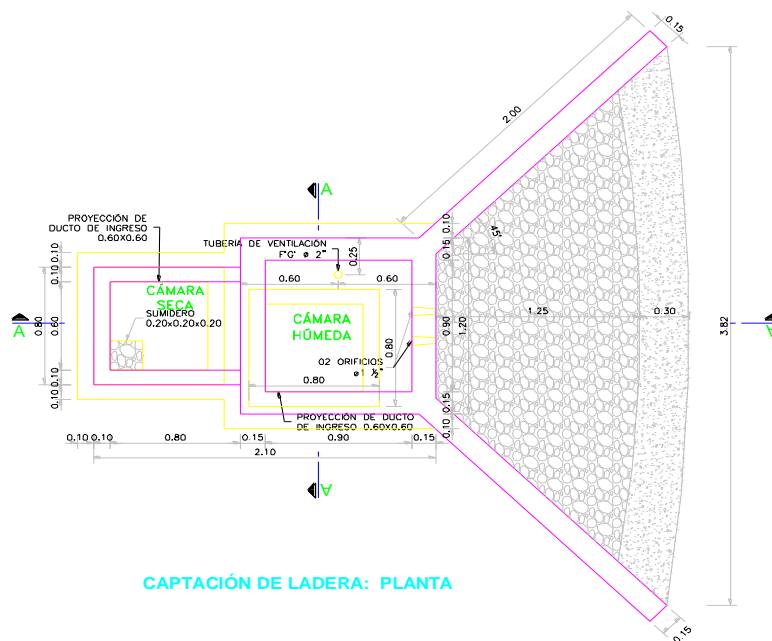 0.15
2.00
A
PROYECCIÓN DE
DUCTO DE INGRESO
0.60X0.60
TUBERÍA DE VENTILACIÓN
F°G° ø 2"
0.10
0.15
45°
0.25
0.10
0.10
0.60
0.60
CÁMARA
SECA
SUMIDERO
0.20x0.20x0.20
CÁMARA
HÚMEDA
0.80
0.60
A
0.90
1.20
1.25
0.30
3.82
A
02 ORIFICIOS
ø1 ½"
0.80
0.80
0.10
0.10
0.15
0.10
PROYECCIÓN DE DUCTO
DE INGRESO 0.60X0.60
0.10
0.10
0.80
0.15
0.90
0.15
2.10
A
CAPTACIÓN DE LADERA: PLANTA
0.15